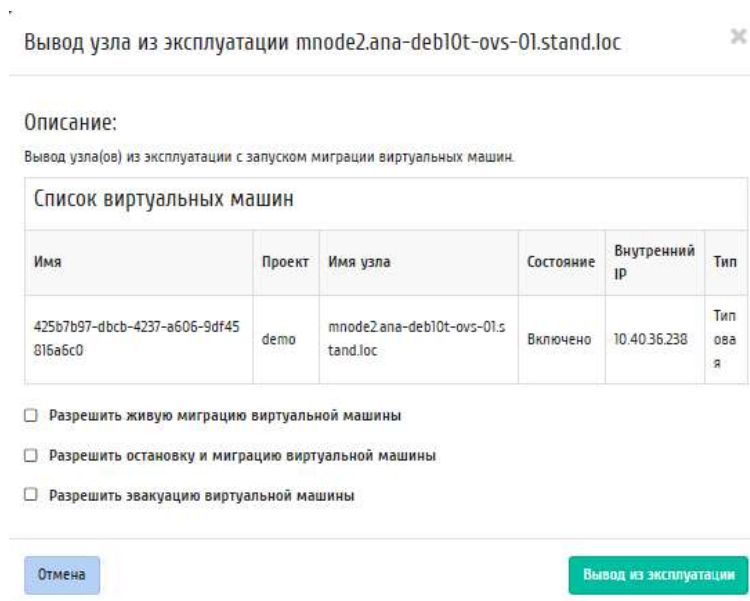 Вывод узла из эксплуатации mnode2.ana-deb10t-ovs-01.stand.loc
Описание:
Вывод узла(ов) из эксплуатации с запуском миграции виртуальных машин.
Список виртуальных машин
Имя Проект Имя узла Состояние Внутренний IP Тип
425b7b97-dbcb-4237-a606-9df45
816a6c0
demo
mnode2.ana-deb10t-ovs-01.s
tand.loc
Включено
10.40.36.238
Тип
ова
я
Разрешить живую миграцию виртуальной машины
Разрешить остановку и миграцию виртуальной машины
Разрешить эвакуацию виртуальной машины
Отмена
Вывод из эксплуатации